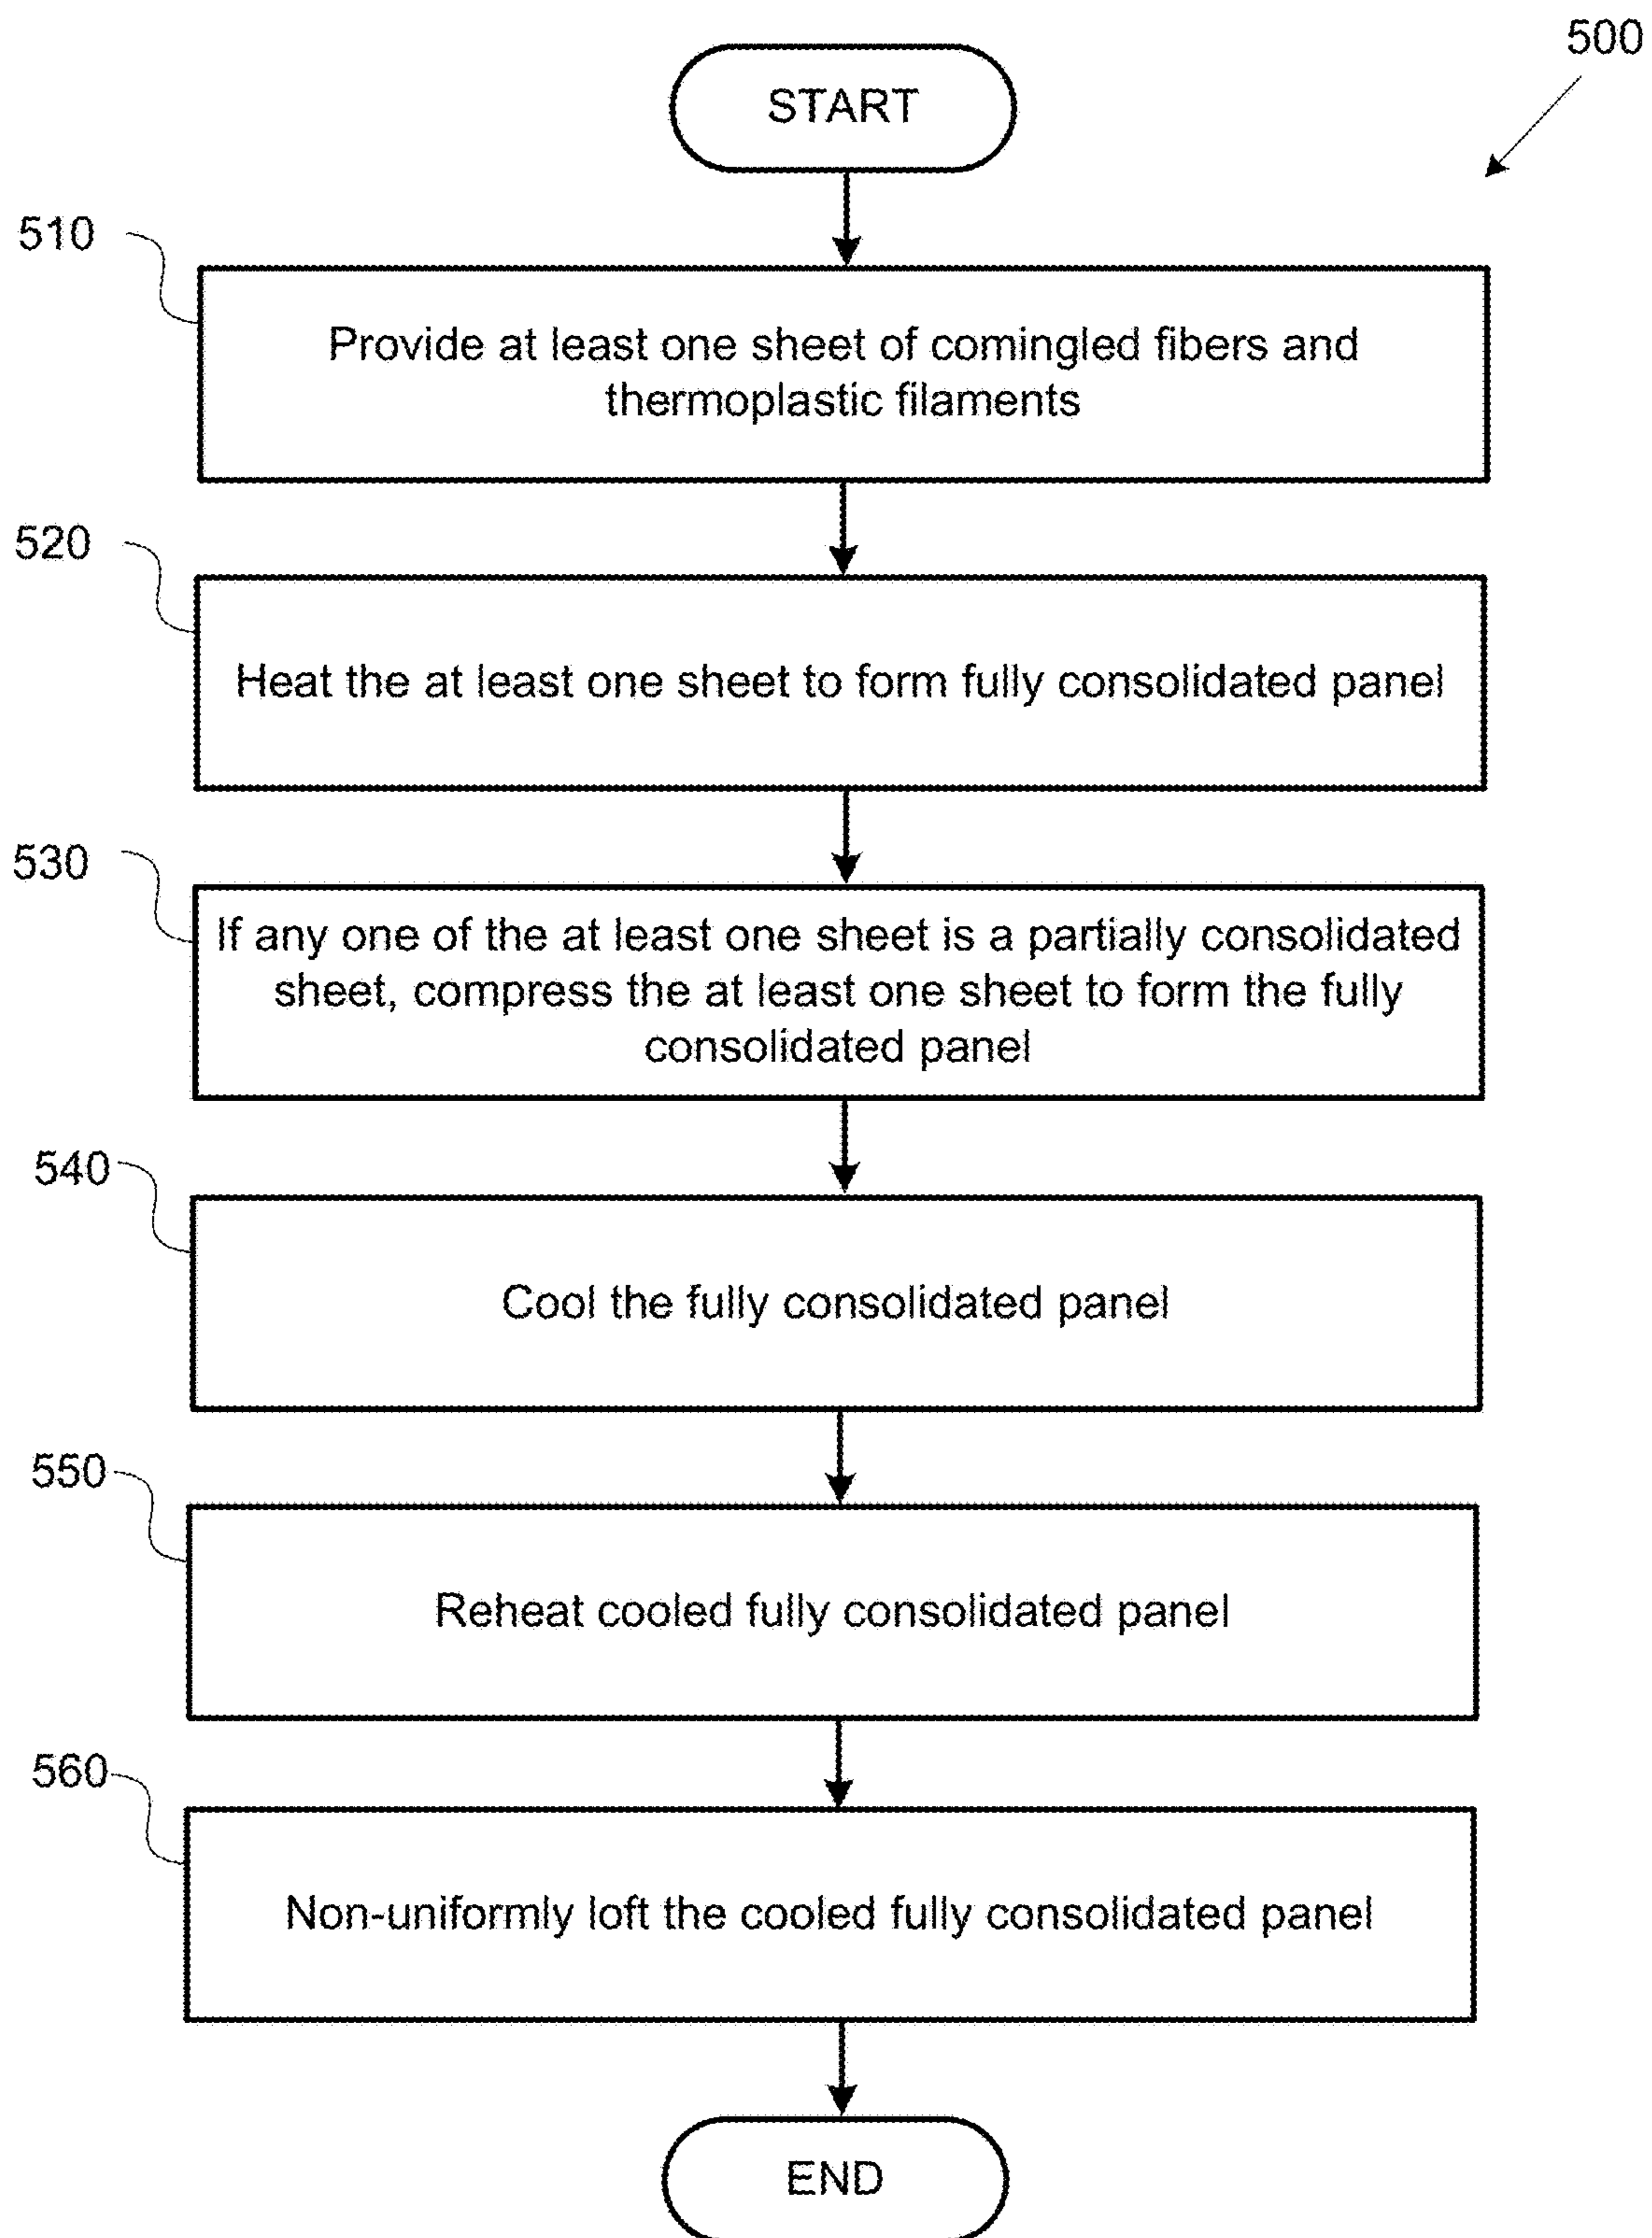 500
START
510
Provide at least one sheet of comingled fibers and
thermoplastic filaments
520
Heat the at least one sheet to form fully consolidated panel
530
If any one of the at least one sheet is a partially consolidated
sheet, compress the at least one sheet to form the fully
consolidated panel
540
Cool the fully consolidated panel
550
Reheat cooled fully consolidated panel
560
Non-uniformly loft the cooled fully consolidated panel
END